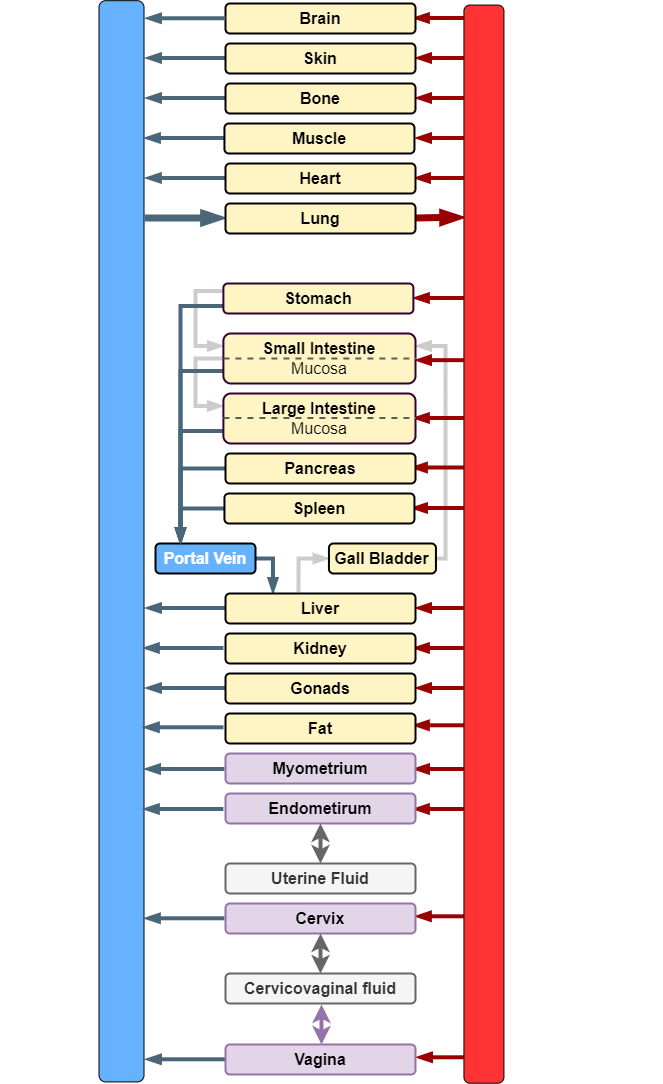 Brain
Skin
Bone
Muscle
Heart
Lung
Stomach
Small Intestine
Mucosa
Large Intestine
Mucosa
Pancreas
Spleen
Portal Vein
Gall Bladder
Liver
Kidney
Gonads
Fat
Myometrium
Endometirum
Uterine Fluid
Cervix
Cervicovaginal fluid
Vagina